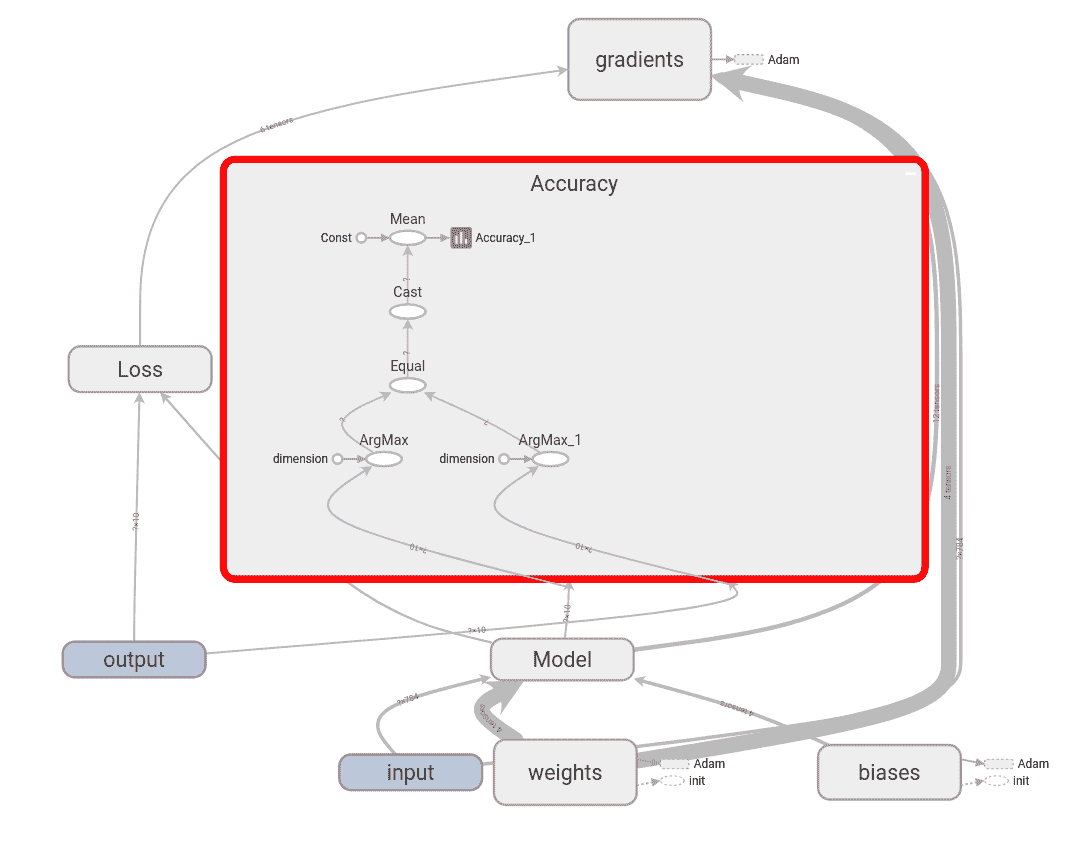 gradients
Adam
6 tensors
Accuracy
Mean
Const
Accuracy_1
?
Cast
?
Equal
Loss
12 tensors
?
?
ArgMax
ArgMax_1
dimension
dimension
4 tensors
?×10
?×10
?×10
?×784
?×10
?×10
output
Model
?×784
4 tensors
4 tensors
input
weights
Adam
init
biases
Adam
init